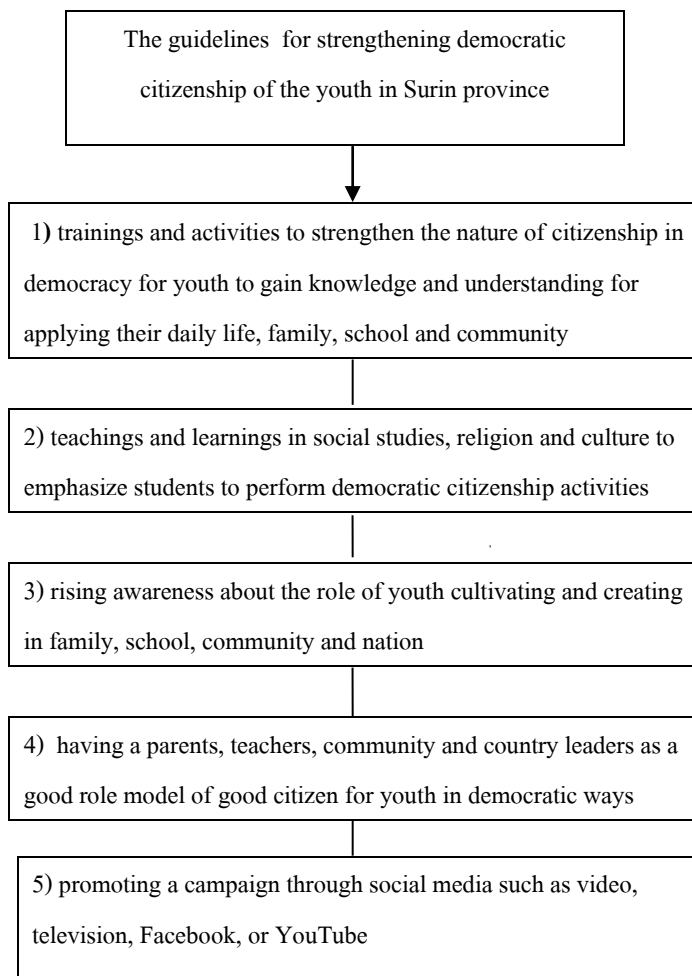 The guidelines for strengthening democratic
citizenship of the youth in Surin province
1) trainings and activities to strengthen the nature of citizenship in
democracy for youth to gain knowledge and understanding for
applying their daily life, family, school and community
2) teachings and learnings in social studies, religion and culture to
emphasize students to perform democratic citizenship activities
3) rising awareness about the role of youth cultivating and creating
in family, school, community and nation
4) having a parents, teachers, community and country leaders as a
good role model of good citizen for youth in democratic ways
5) promoting a campaign through social media such as video,
television, Facebook, or YouTube